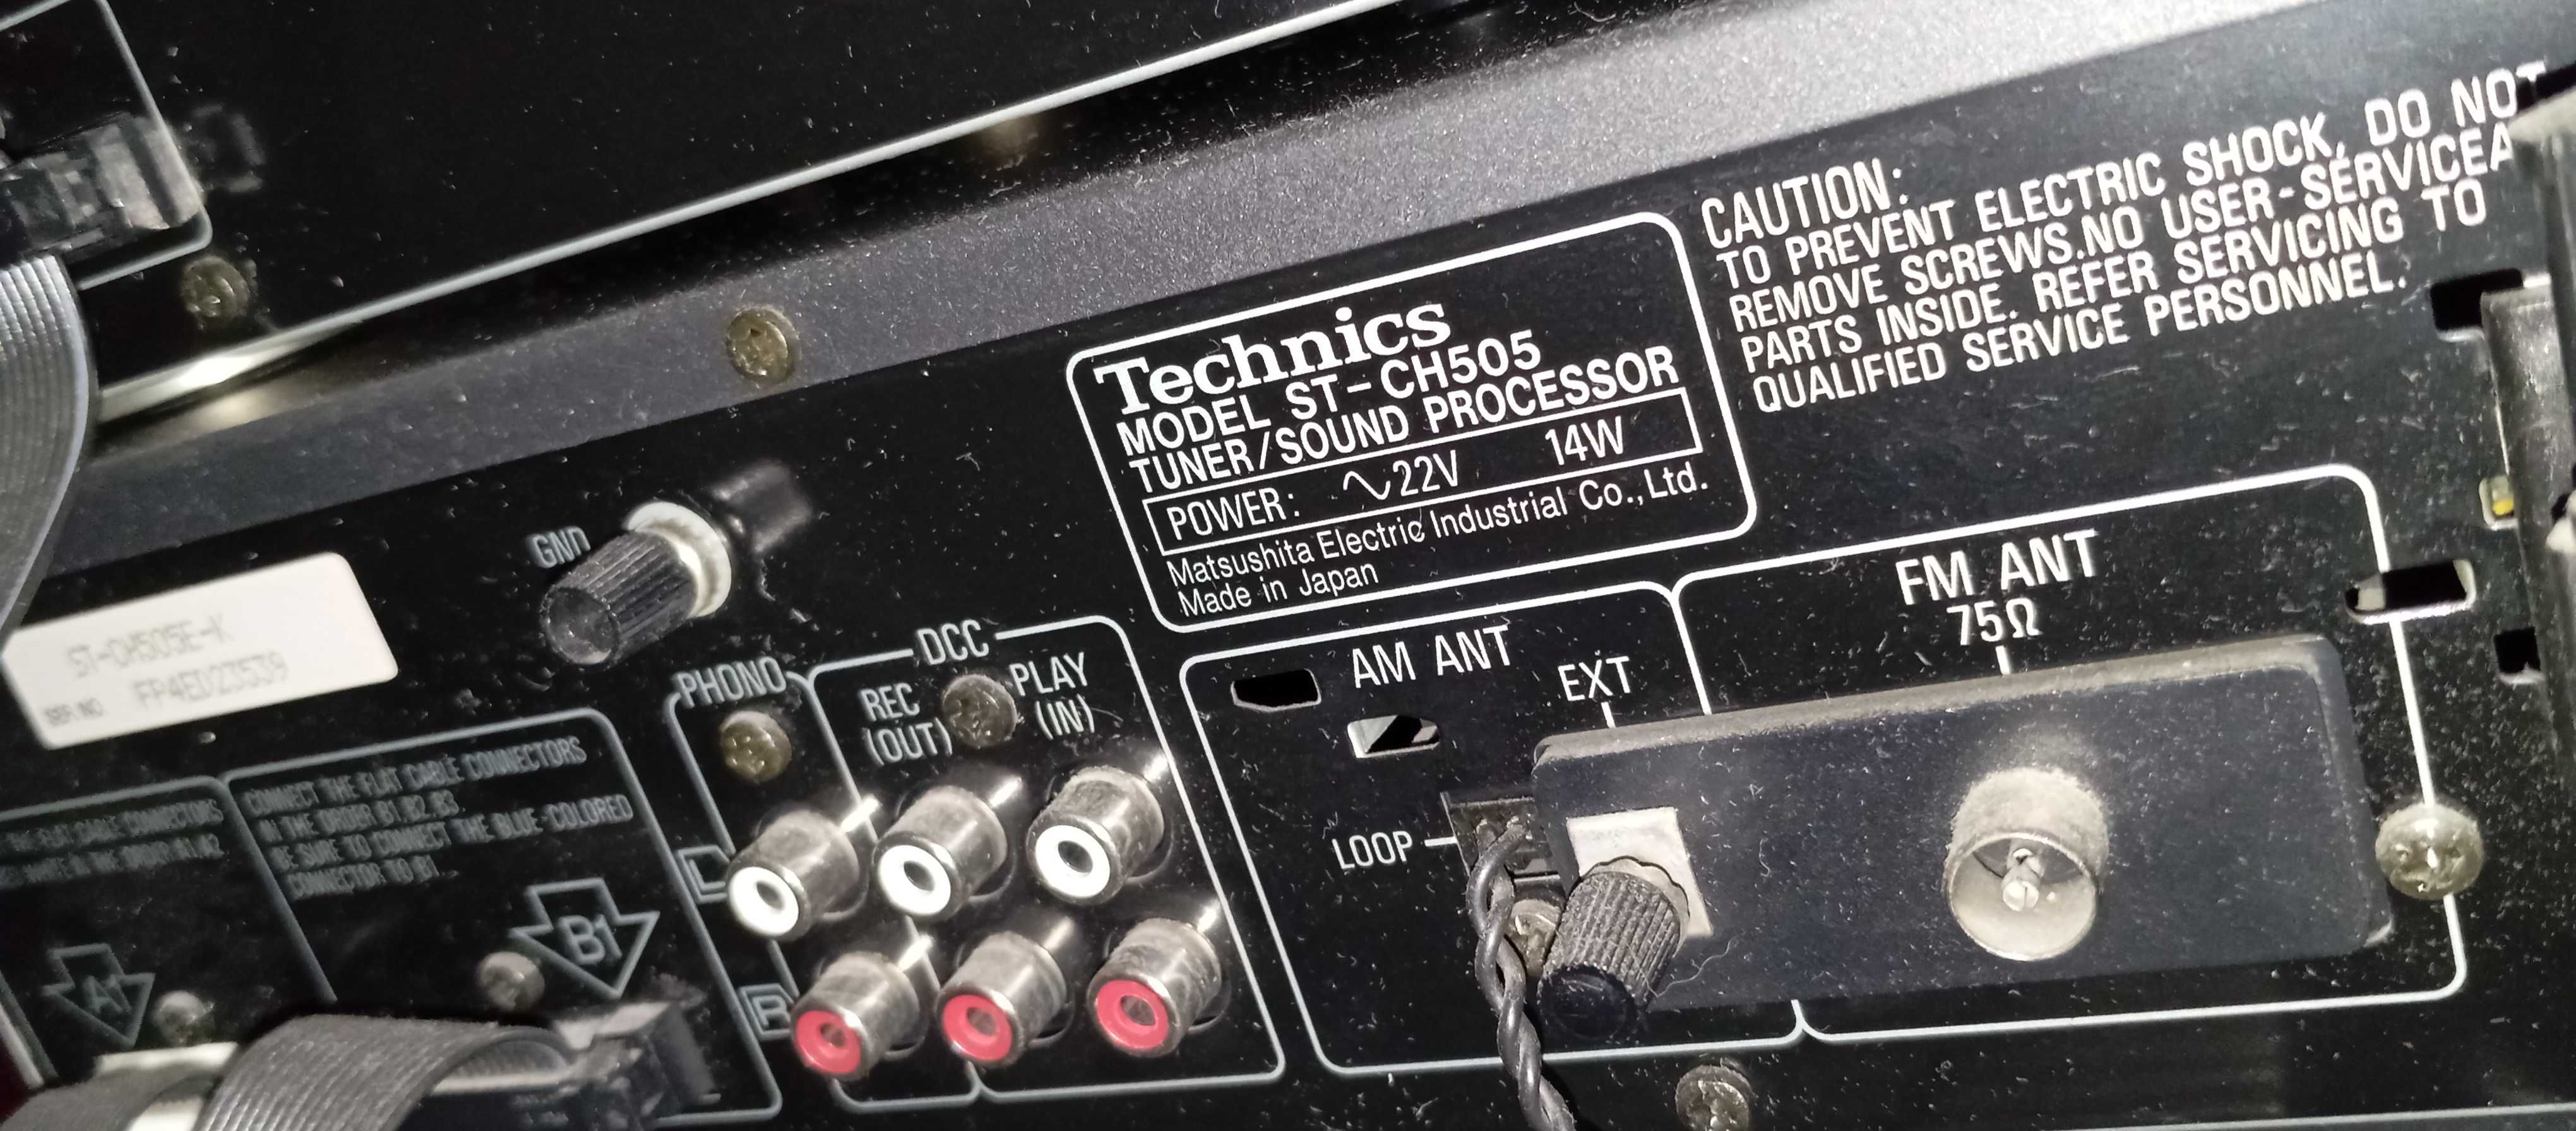 CAUTION:
TO PREVENT ELECTRIC SHOCK, DO NOT
REMOVE SCREWS.NO USER-SERVICEA
PARTS INSIDE. REFER SERVICING TO
QUALIFIED SERVICE PERSONNEL.
Technics
MODEL ST-CH505
TUNER/SOUND PROCESSOR
POWER: ∿22V 14W
Matsushita Electric Industrial Co.,Ltd.
Made in Japan
GND
ST-CH505E-K
SER.NO FP4ED23539
FM ANT
75Ω
AM ANT
EXT
LOOP
PHONO
DCC
REC
(OUT)
PLAY
(IN)
L
R
CONNECT THE FLAT CABLE CONNECTORS
IN THE ORDER B1,B2,B3.
BE SURE TO CONNECT THE BLUE-COLORED
CONNECTOR TO B1.
B1
CABLE CONNECTORS
A1